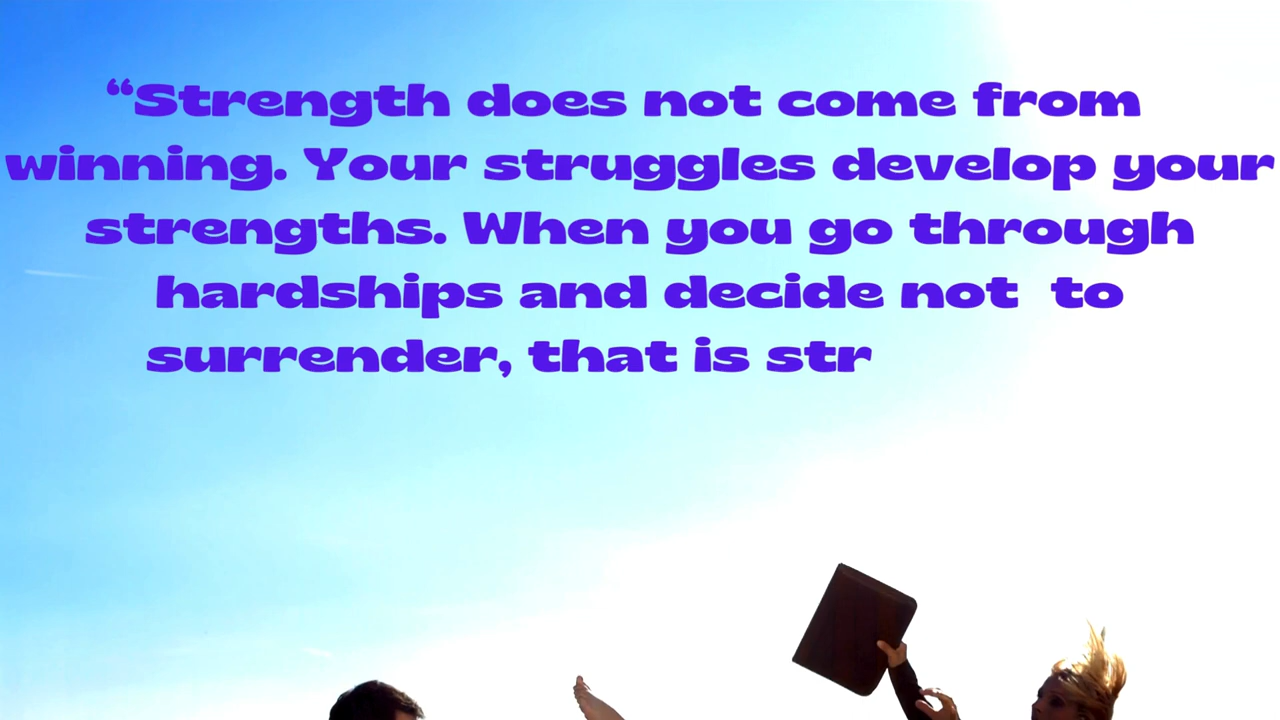 “Strength does not come from
winning. Your struggles develop your
strengths. When you go through
hardships and decide not  to
surrender, that is str